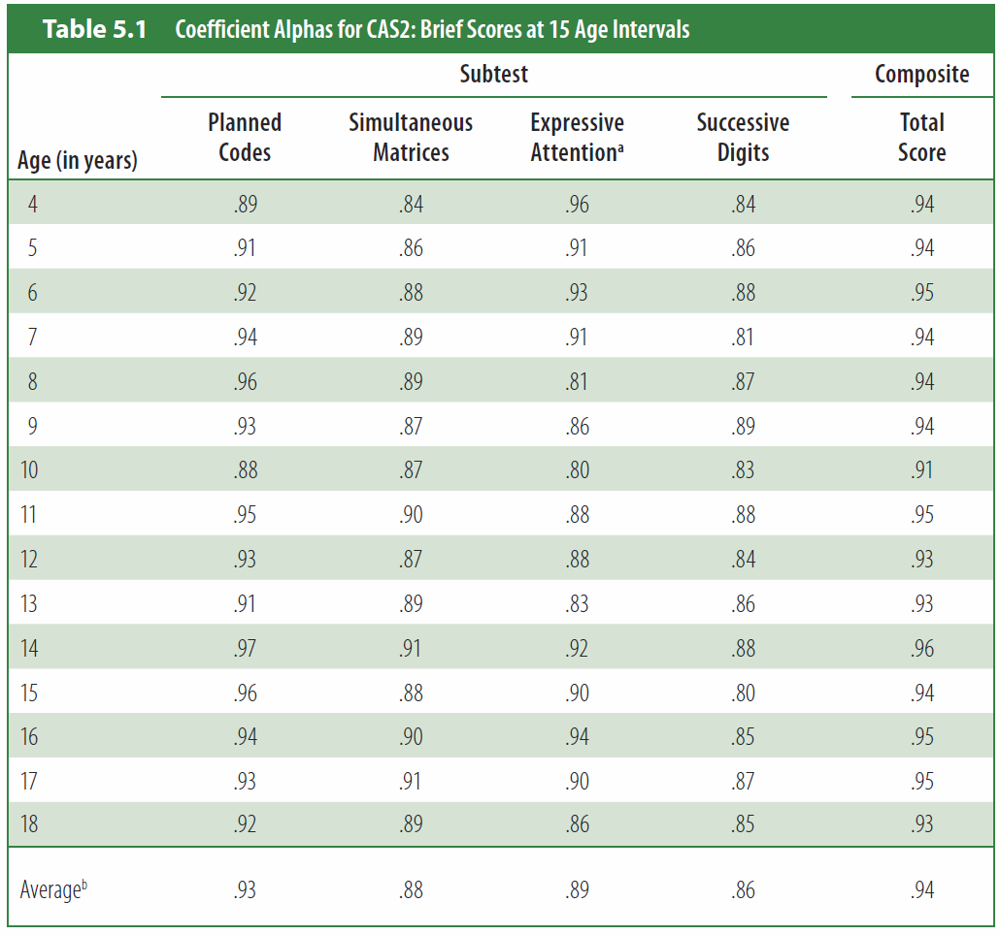 Table 5.1 Coefficient Alphas for CAS2: Brief Scores at 15 Age Intervals
Subtest Composite
Age (in years) Planned Codes Simultaneous Matrices Expressive Attentionᵃ Successive Digits Total Score
4 .89 .84 .96 .84 .94
5 .91 .86 .91 .86 .94
6 .92 .88 .93 .88 .95
7 .94 .89 .91 .81 .94
8 .96 .89 .81 .87 .94
9 .93 .87 .86 .89 .94
10 .88 .87 .80 .83 .91
11 .95 .90 .88 .88 .95
12 .93 .87 .88 .84 .93
13 .91 .89 .83 .86 .93
14 .97 .91 .92 .88 .96
15 .96 .88 .90 .80 .94
16 .94 .90 .94 .85 .95
17 .93 .91 .90 .87 .95
18 .92 .89 .86 .85 .93
Averageᵇ .93 .88 .89 .86 .94